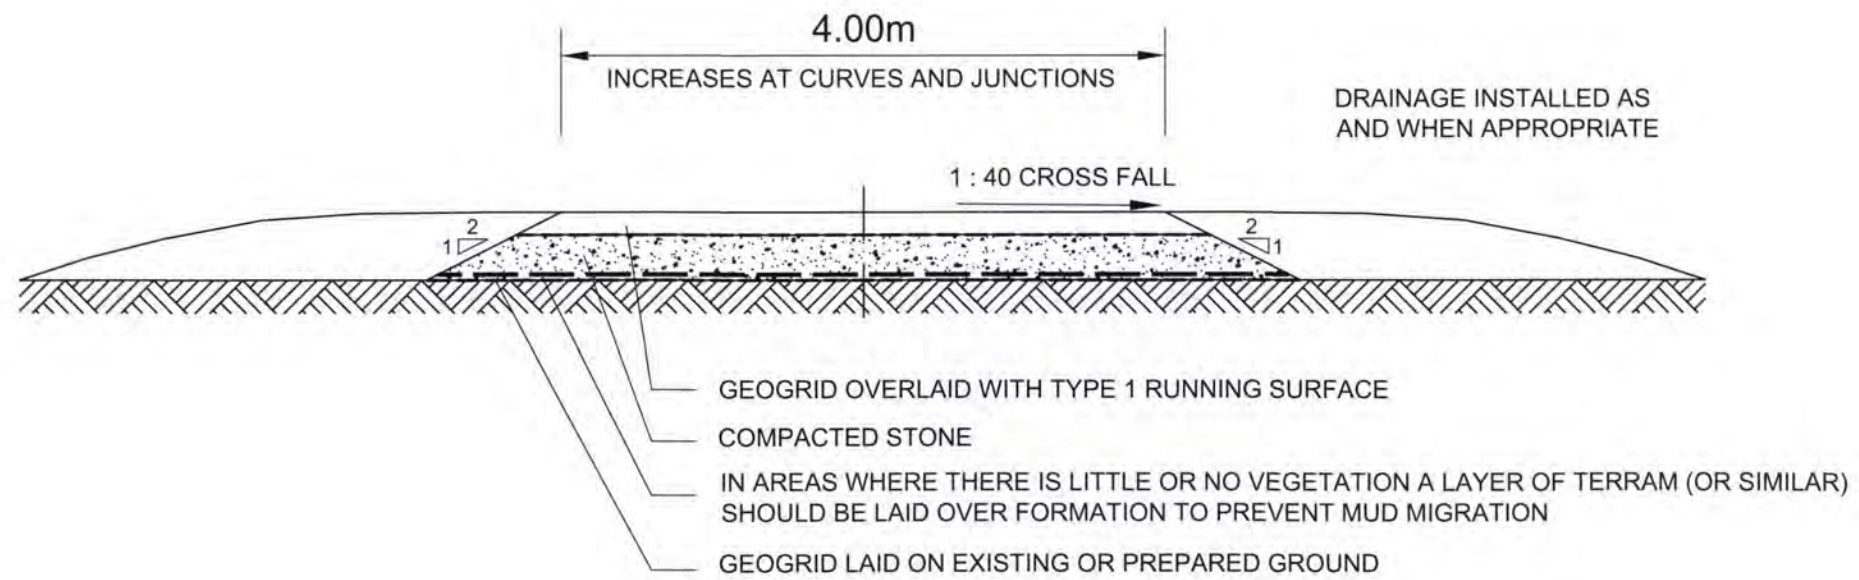 4.00m
INCREASES AT CURVES AND JUNCTIONS
DRAINAGE INSTALLED AS
AND WHEN APPROPRIATE
1 : 40 CROSS FALL
2
1
2
1
GEOGRID OVERLAID WITH TYPE 1 RUNNING SURFACE
COMPACTED STONE
IN AREAS WHERE THERE IS LITTLE OR NO VEGETATION A LAYER OF TERRAM (OR SIMILAR)
SHOULD BE LAID OVER FORMATION TO PREVENT MUD MIGRATION
GEOGRID LAID ON EXISTING OR PREPARED GROUND